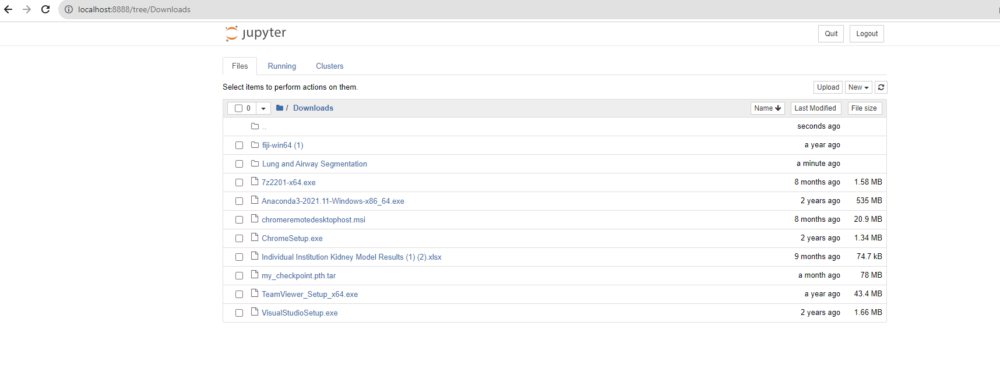 localhost:8888/tree/Downloads
jupyter
Quit Logout
Files Running Clusters
Select items to perform actions on them.
Upload New
0 / Downloads Name Last Modified File size
.. seconds ago
fiji-win64 (1) a year ago
Lung and Airway Segmentation a minute ago
7z2201-x64.exe 8 months ago 1.58 MB
Anaconda3-2021.11-Windows-x86_64.exe 2 years ago 535 MB
chromeremotedesktophost.msi 8 months ago 20.9 MB
ChromeSetup.exe 2 years ago 1.34 MB
Individual Institution Kidney Model Results (1) (2).xlsx 9 months ago 74.7 kB
my_checkpoint.pth.tar a month ago 78 MB
TeamViewer_Setup_x64.exe a year ago 43.4 MB
VisualStudioSetup.exe 2 years ago 1.66 MB